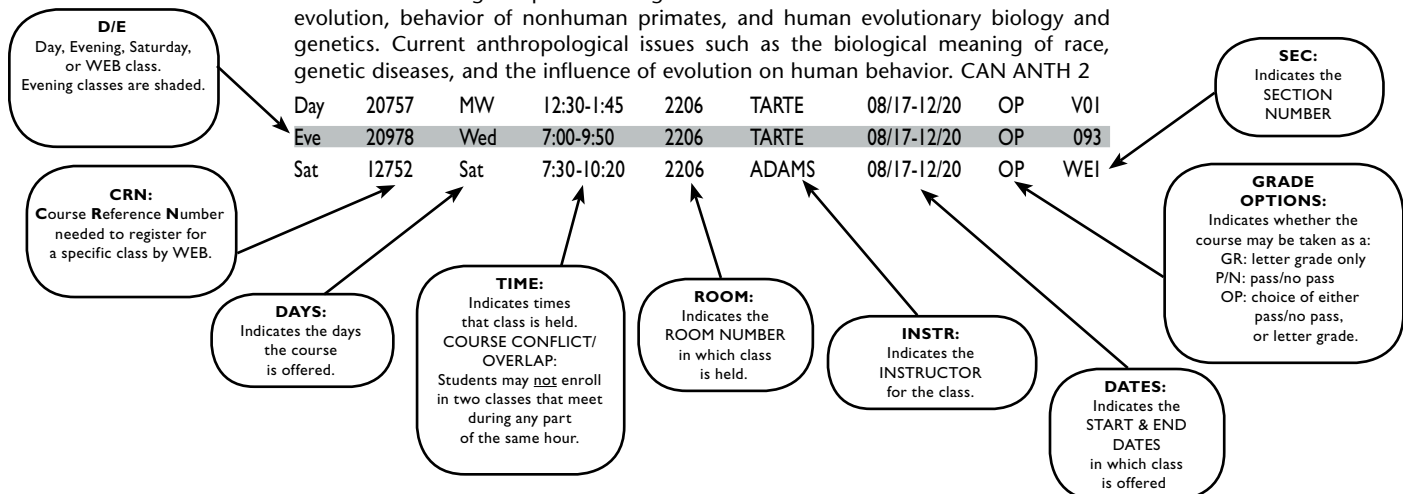 evolution, behavior of nonhuman primates, and human evolutionary biology and
genetics. Current anthropological issues such as the biological meaning of race,
genetic diseases, and the influence of evolution on human behavior. CAN ANTH 2
Day 20757 MW 12:30-1:45 2206 TARTE 08/17-12/20 OP V01
Eve 20978 Wed 7:00-9:50 2206 TARTE 08/17-12/20 OP 093
Sat 12752 Sat 7:30-10:20 2206 ADAMS 08/17-12/20 OP WE1
D/E
Day, Evening, Saturday,
or WEB class.
Evening classes are shaded.
CRN:
Course Reference Number
needed to register for
a specific class by WEB.
DAYS:
Indicates the days
the course
is offered.
TIME:
Indicates times
that class is held.
COURSE CONFLICT/
OVERLAP:
Students may not enroll
in two classes that meet
during any part
of the same hour.
ROOM:
Indicates the
ROOM NUMBER
in which class
is held.
INSTR:
Indicates the
INSTRUCTOR
for the class.
DATES:
Indicates the
START & END
DATES
in which class
is offered
GRADE
OPTIONS:
Indicates whether the
course may be taken as a:
GR: letter grade only
P/N: pass/no pass
OP: choice of either
pass/no pass,
or letter grade.
SEC:
Indicates the
SECTION
NUMBER